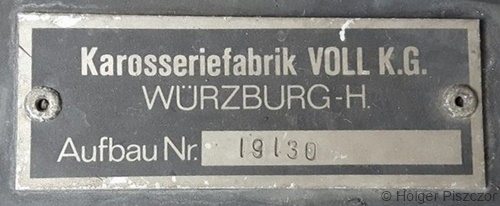 Karosseriefabrik VOLL K.G.
WÜRZBURG-H.
Aufbau Nr. 19130
© Holger Piszczor